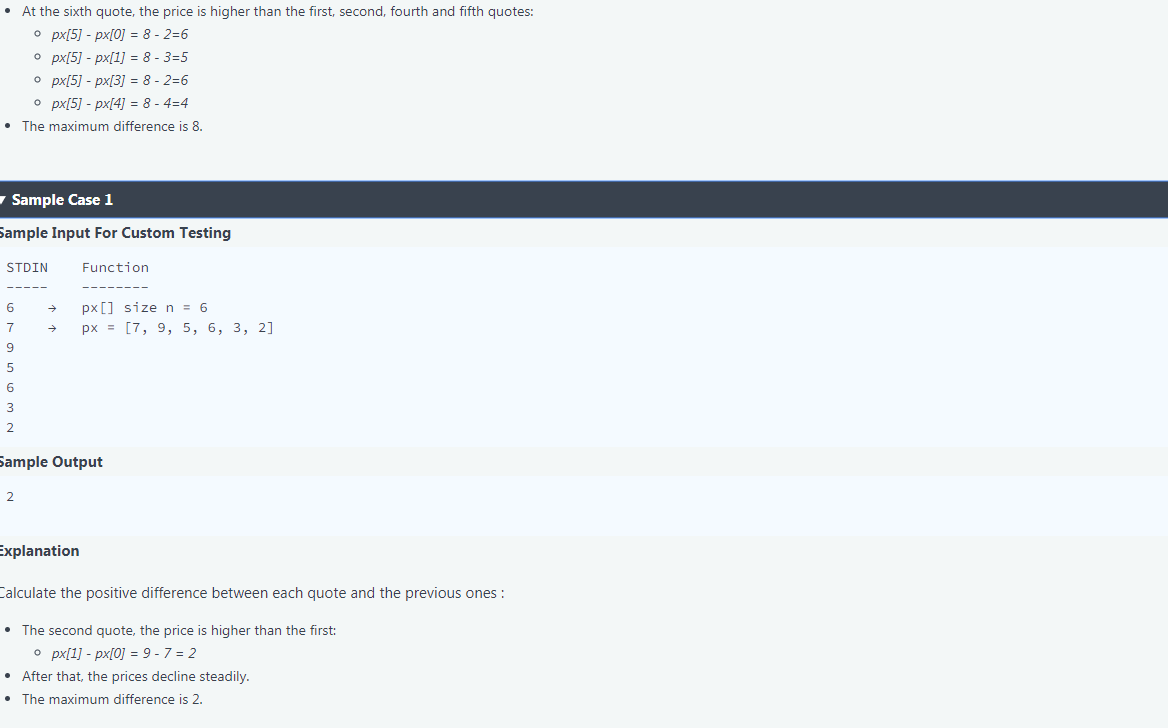 At the sixth quote, the price is higher than the first, second, fourth and fifth quotes:
px[5] - px[0] = 8 - 2=6
px[5] - px[1] = 8 - 3=5
px[5] - px[3] = 8 - 2=6
px[5] - px[4] = 8 - 4=4
The maximum difference is 8.
Sample Case 1
Sample Input For Custom Testing
STDIN Function
----- --------
6 → px[] size n = 6
7 → px = [7, 9, 5, 6, 3, 2]
9
5
6
3
2
Sample Output
2
Explanation
Calculate the positive difference between each quote and the previous ones :
The second quote, the price is higher than the first:
px[1] - px[0] = 9 - 7 = 2
After that, the prices decline steadily.
The maximum difference is 2.